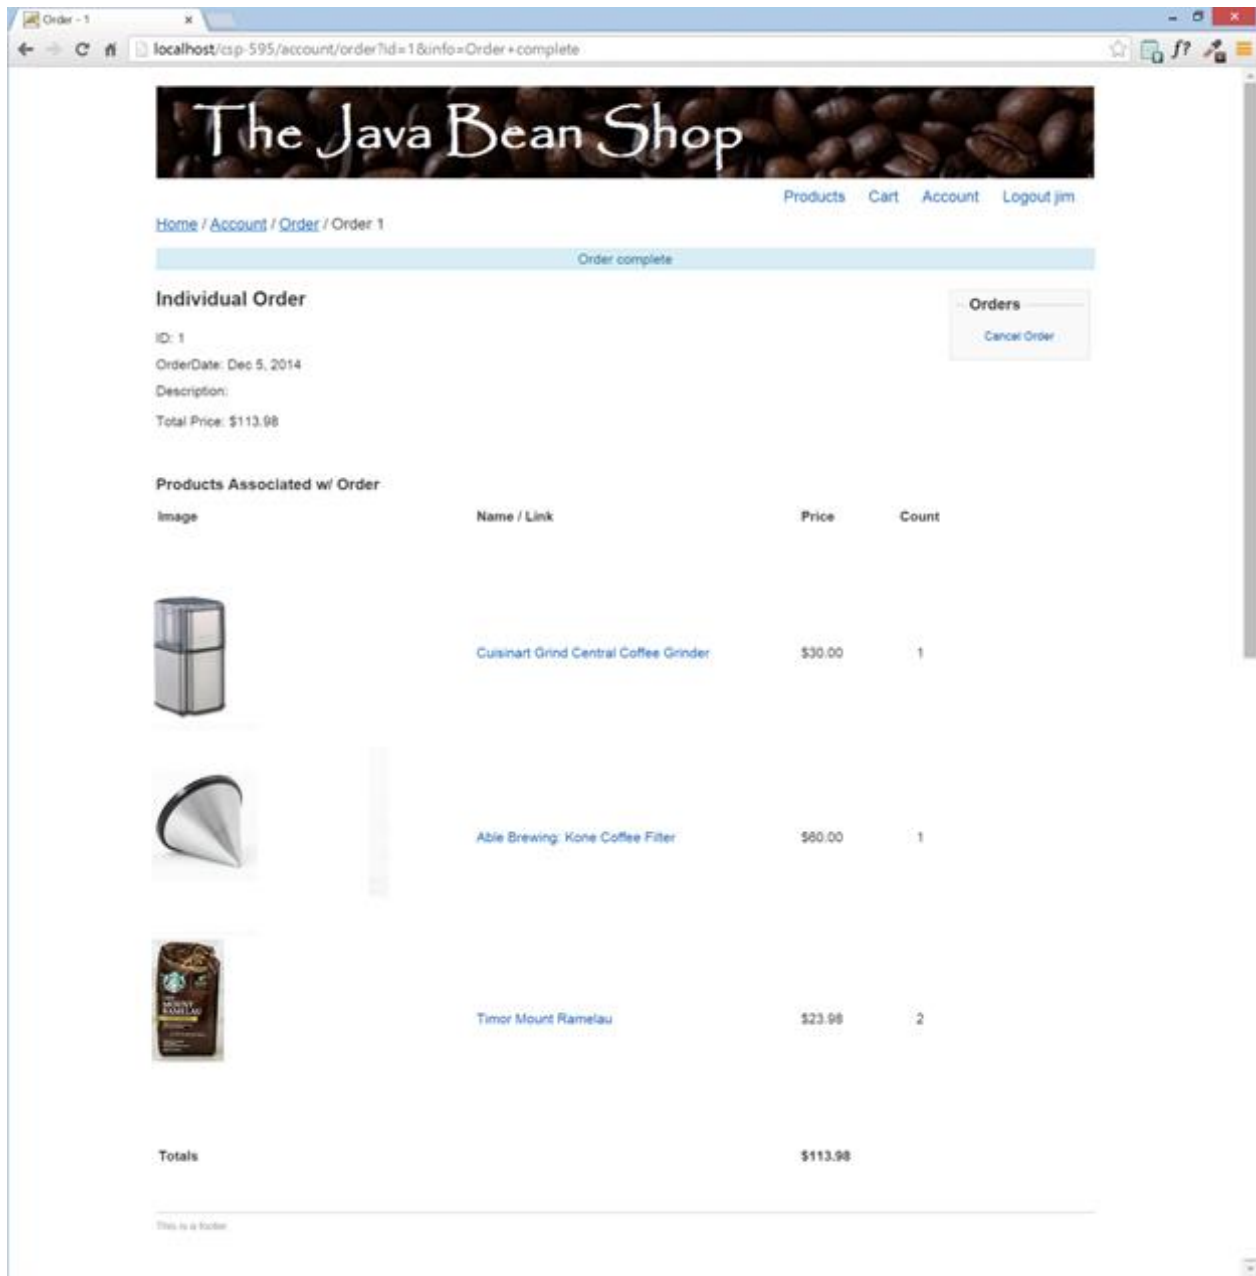 Order - 1
localhost/csp-595/account/order?id=1&info=Order+complete
f?
The Java Bean Shop
Products Cart Account Logout jim
Home / Account / Order / Order 1
Order complete
Individual Order
Orders
ID: 1
Cancel Order
OrderDate: Dec 5, 2014
Description:
Total Price: $113.98
Products Associated w/ Order
Image Name / Link Price Count
Cuisinart Grind Central Coffee Grinder $30.00 1
Able Brewing: Kone Coffee Filter $60.00 1
MOUNT
RAMELAU
Timor Mount Ramelau $23.98 2
Totals $113.98
This is a footer